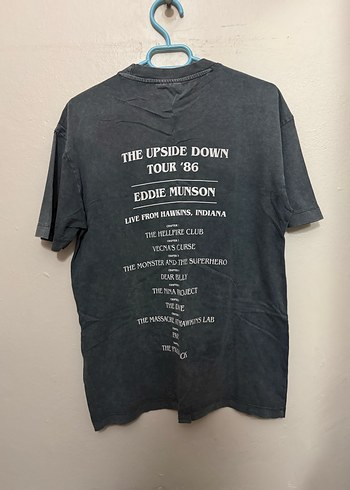 THE UPSIDE DOWN
TOUR '86
EDDIE MUNSON
LIVE FROM HAWKINS, INDIANA
THE HELLFIRE CLUB
VECNA'S CURSE
THE MONSTER AND THE SUPERHERO
DEAR BILLY
THE NINA PROJECT
THE DIVE
THE MASSACRE AT HAWKINS LAB
THE